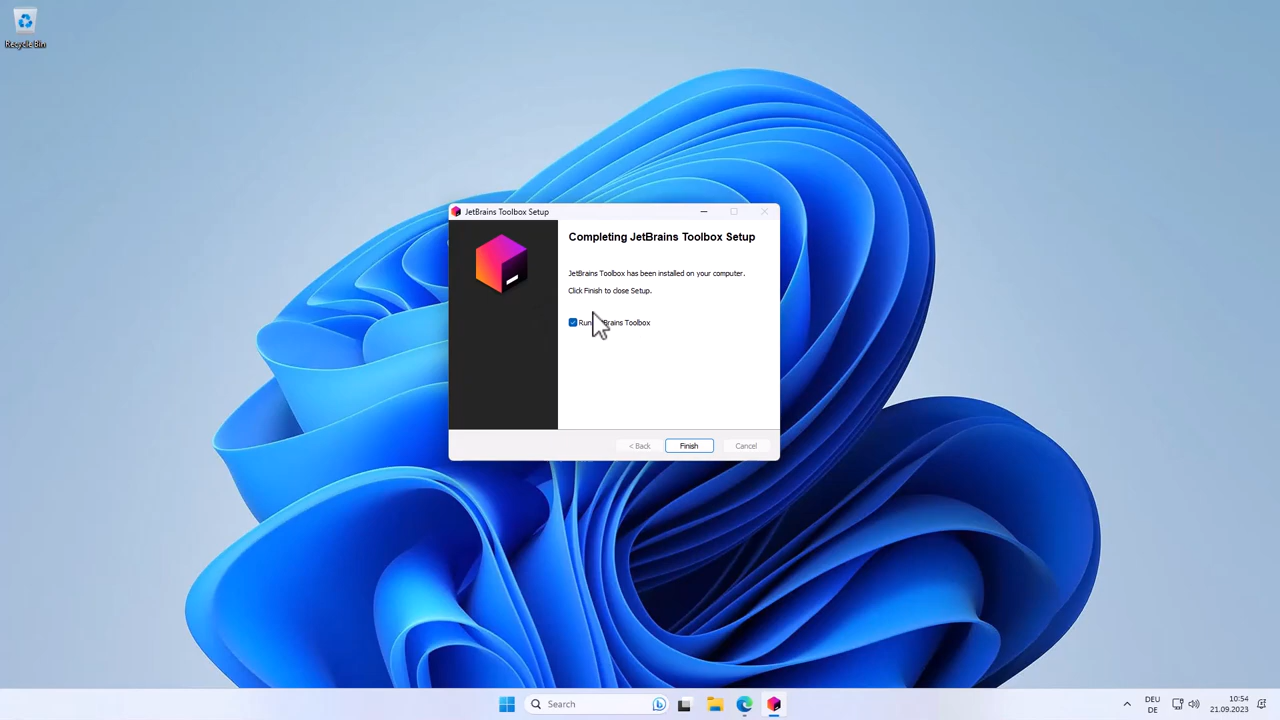 Recycle Bin
JetBrains Toolbox Setup
Completing JetBrains Toolbox Setup
JetBrains Toolbox has been installed on your computer.
Click Finish to close Setup.
Run Brains Toolbox
< Back
Finish
Cancel
Search
DEU
DE
10:54
21.09.2023